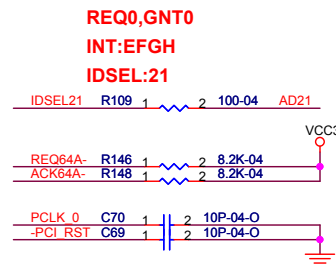 REQ0,GNT0
INT:EFGH
IDSEL:21
IDSEL21 R109 1 2 100-04 AD21
VCC3
REQ64A- R146 1 2 8.2K-04
ACK64A- R148 1 2 8.2K-04
PCLK_0 C70 1 2 10P-04-O
-PCI_RST C69 1 2 10P-04-O